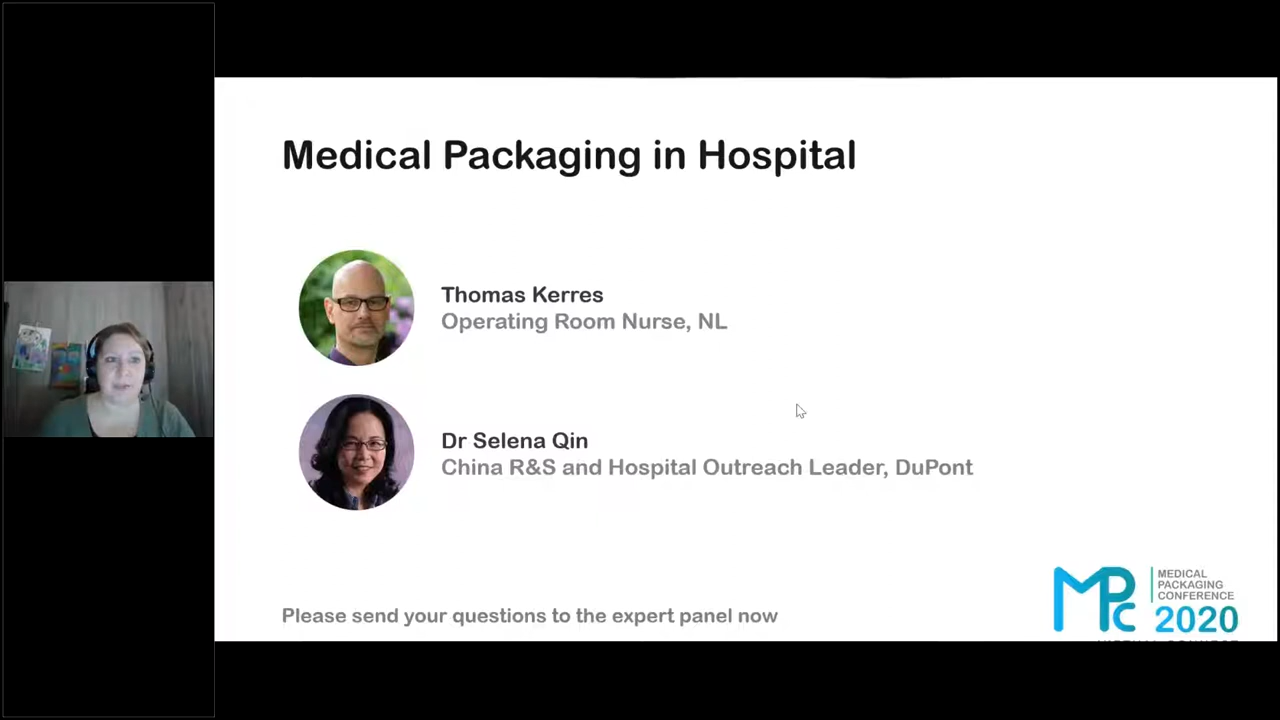 Medical Packaging in Hospital
Thomas Kerres
Operating Room Nurse, NL
Dr Selena Qin
China R&S and Hospital Outreach Leader, DuPont
Please send your questions to the expert panel now
MPC
MEDICAL
PACKAGING
CONFERENCE
2020